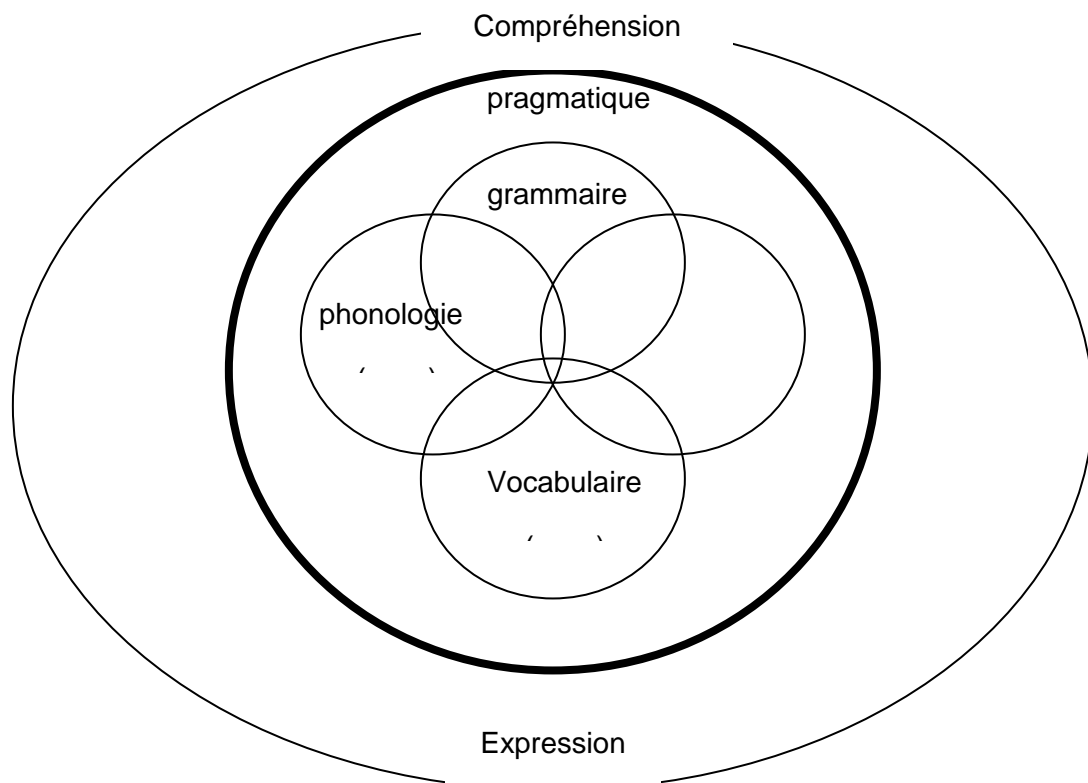 Compréhension
pragmatique
grammaire
phonologie
Vocabulaire
Expression